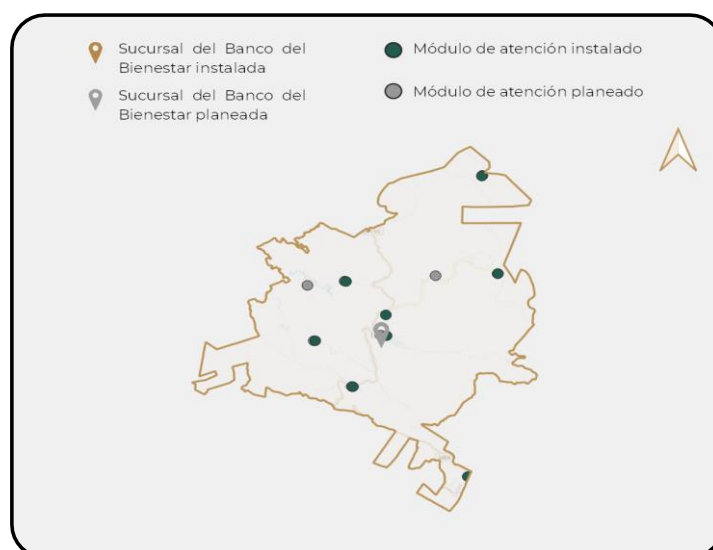 Sucursal del Banco del
Bienestar instalada
Sucursal del Banco del
Bienestar planeada
Módulo de atención instalado
Módulo de atención planeado